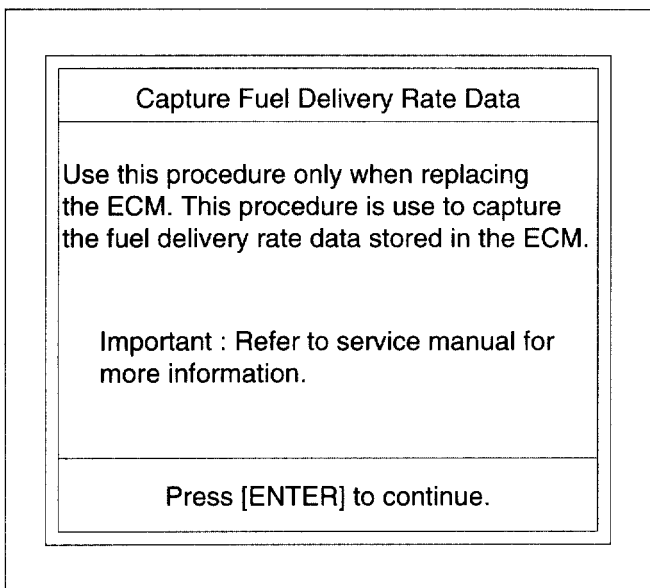 Capture Fuel Delivery Rate Data
Use this procedure only when replacing
the ECM. This procedure is use to capture
the fuel delivery rate data stored in the ECM.
Important : Refer to service manual for
more information.
Press [ENTER] to continue.